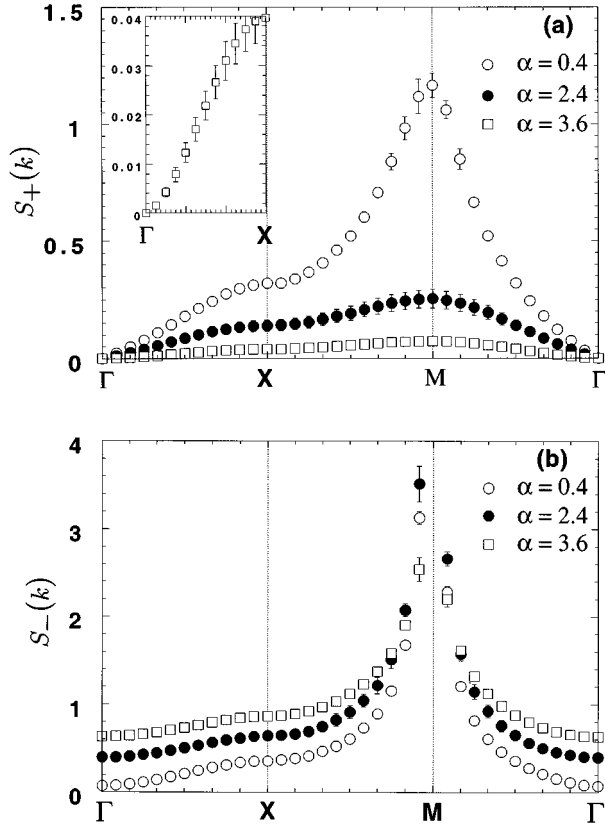 1.5
(a)
○ α = 0.4
● α = 2.4
□ α = 3.6
1
0.5
0
S₊(k)
Γ X M Γ
0.04
0.03
0.02
0.01
0
Γ X
4
(b)
○ α = 0.4
● α = 2.4
□ α = 3.6
3
2
1
0
S₋(k)
Γ X M Γ